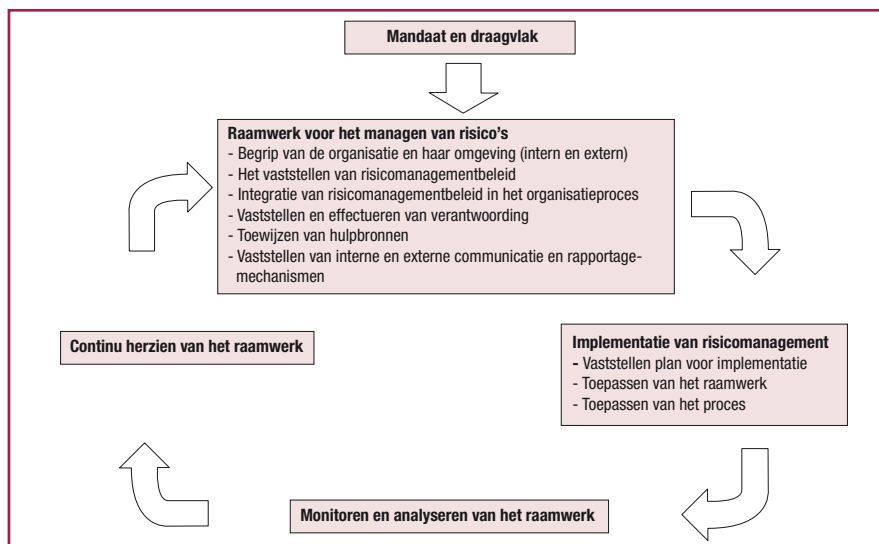 Mandaat en draagvlak
Raamwerk voor het managen van risico's
- Begrip van de organisatie en haar omgeving (intern en extern)
- Het vaststellen van risicomanagementbeleid
- Integratie van risicomanagementbeleid in het organisatieproces
- Vaststellen en effectueren van verantwoording
- Toewijzen van hulpbronnen
- Vaststellen van interne en externe communicatie en rapportage-
mechanismen
Continu herzien van het raamwerk
Implementatie van risicomanagement
- Vaststellen plan voor implementatie
- Toepassen van het raamwerk
- Toepassen van het proces
Monitoren en analyseren van het raamwerk